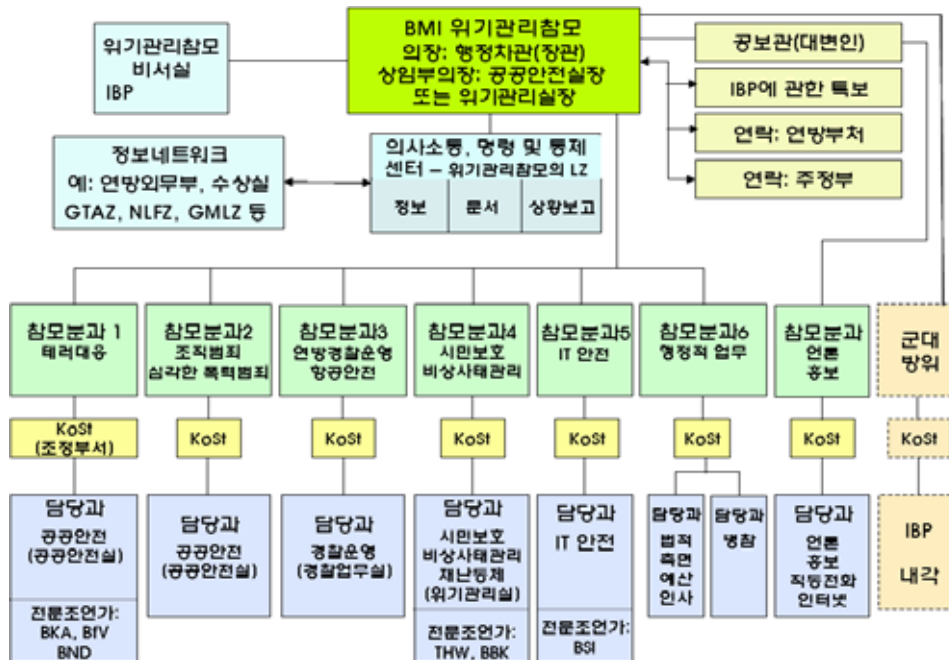 위기관리참모
비서실
IBP
BMI 위기관리참모
의장: 행정차관(장관)
상임부의장: 공공안전실장
또는 위기관리실장
공보관(대변인)
IBP에 관한 특보
연락: 연방부처
연락: 주정부
정보네트워크
예: 연방외무부, 수상실
GTAZ, NLFZ, GMLZ 등
의사소통, 명령 및 통제
센터 – 위기관리참모의 LZ
정보
문서
상황보고
참모분과 1
테러대응
참모분과2
조직범죄
심각한 폭력범죄
참모분과3
연방경찰운영
항공안전
참모분과4
시민보호
비상사태관리
참모분과5
IT 안전
참모분과6
행정적 업무
참모분과
언론
홍보
군대
방위
KoSt
(조정부서)
KoSt
KoSt
KoSt
KoSt
KoSt
KoSt
KoSt
담당과
공공안전
(공공안전실)
전문조언가:
BKA, BfV
BND
담당과
공공안전
(공공안전실)
담당과
경찰운영
(경찰업무실)
담당과
시민보호
비상사태관리
재난통제
(위기관리실)
전문조언가:
THW, BBK
담당과
IT 안전
전문조언가:
BSI
담당과
법적
측면
예산
인사
담당과
병참
담당과
언론
홍보
직통전화
인터넷
IBP
내각